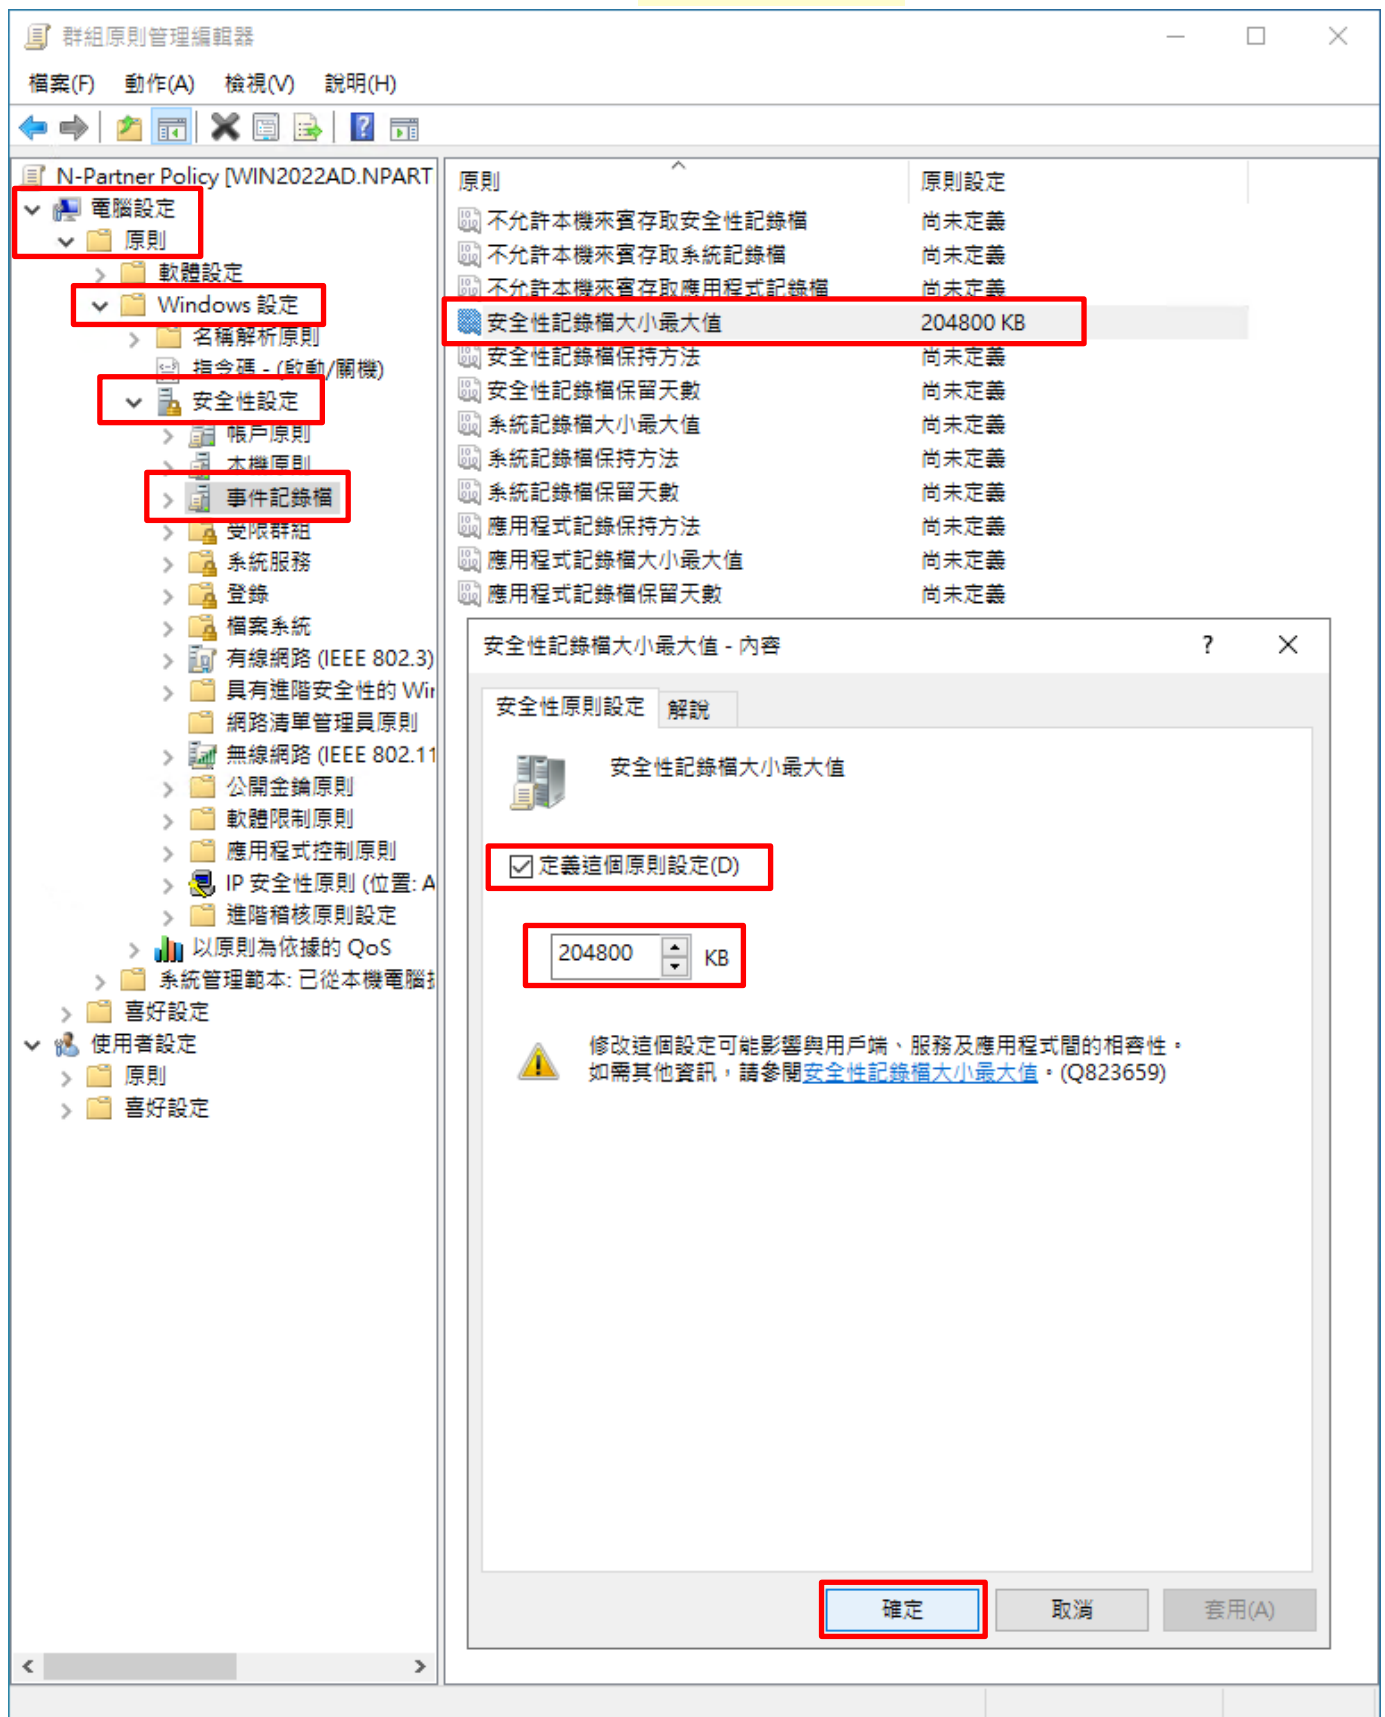 群組原則管理編輯器
檔案(F) 動作(A) 檢視(V) 說明(H)
N-Partner Policy [WIN2022AD.NPART
電腦設定
原則
軟體設定
Windows 設定
名稱解析原則
指令碼 - (啟動/關機)
安全性設定
帳戶原則
本機原則
事件記錄檔
受限群組
系統服務
登錄
檔案系統
有線網路 (IEEE 802.3)
具有進階安全性的 Wir
網路清單管理員原則
無線網路 (IEEE 802.11
公開金鑰原則
軟體限制原則
應用程式控制原則
IP 安全性原則 (位置: A
進階稽核原則設定
以原則為依據的 QoS
系統管理範本: 已從本機電腦
喜好設定
使用者設定
原則
喜好設定
原則 原則設定
不允許本機來賓存取安全性記錄檔 尚未定義
不允許本機來賓存取系統記錄檔 尚未定義
不允許本機來賓存取應用程式記錄檔 尚未定義
安全性記錄檔大小最大值 204800 KB
安全性記錄檔保持方法 尚未定義
安全性記錄檔保留天數 尚未定義
系統記錄檔大小最大值 尚未定義
系統記錄檔保持方法 尚未定義
系統記錄檔保留天數 尚未定義
應用程式記錄保持方法 尚未定義
應用程式記錄檔大小最大值 尚未定義
應用程式記錄檔保留天數 尚未定義
安全性記錄檔大小最大值 - 內容 ?
安全性原則設定 解說
安全性記錄檔大小最大值
定義這個原則設定(D)
204800 KB
修改這個設定可能影響與用戶端、服務及應用程式間的相容性。
如需其他資訊，請參閱安全性記錄檔大小最大值。(Q823659)
確定 取消 套用(A)